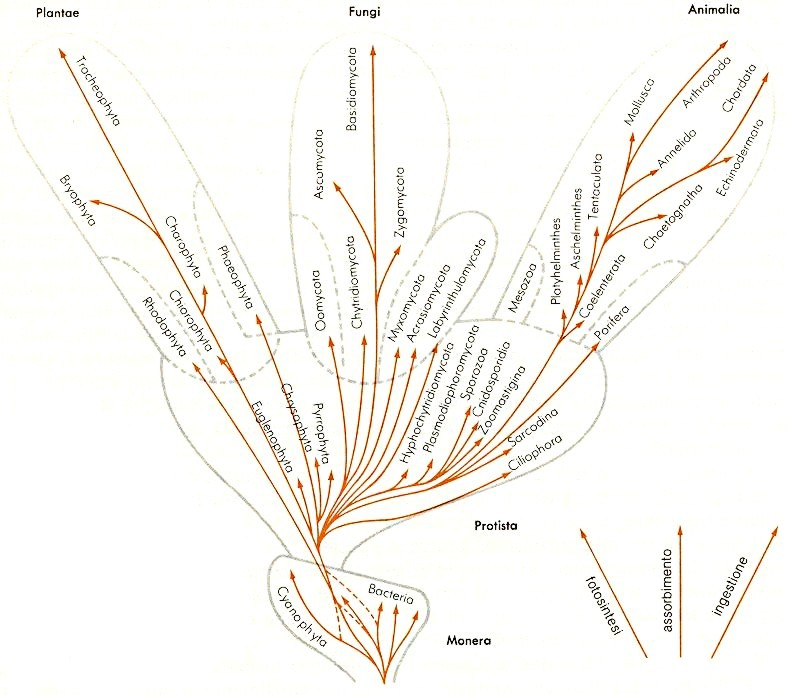 Plantae
Fungi
Animalia
Tracheophyta
Bryophyta
Charophyta
Phaeophyta
Chlorophyta
Rhodophyta
Basidiomycota
Ascomycota
Zygomycota
Oomycota
Chytridiomycota
Myxomycota
Acrasiomycota
Labyrinthulomycota
Arthropoda
Chordata
Mollusca
Annelida
Echinodermata
Tentaculata
Chaetognatha
Aschelminthes
Platyhelminthes
Mesozoa
Coelenterata
Porifera
Euglenophyta
Chrysophyta
Pyrrophyta
Hyphochytridiomycota
Plasmodiophoromycota
Sporozoa
Cnidosporidia
Zoomastigina
Sarcodina
Ciliophora
Protista
Cyanophyta
Bacteria
Monera
fotosintesi
assorbimento
ingestione